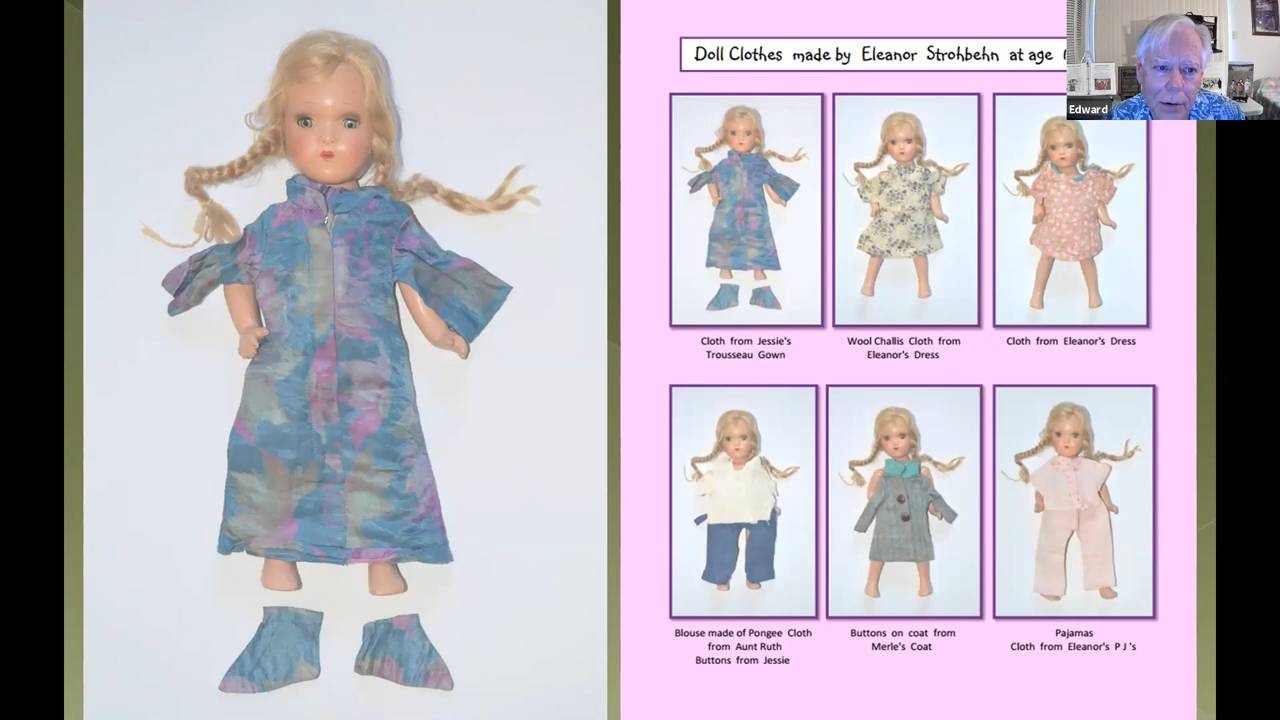 Doll Clothes made by Eleanor Strohbehn at age
Edward
Cloth from Jessie's
Trousseau Gown
Wool Challis Cloth from
Eleanor's Dress
Cloth from Eleanor's Dress
Blouse made of Pongee Cloth
from Aunt Ruth
Buttons from Jessie
Buttons on coat from
Merle's Coat
Pajamas
Cloth from Eleanor's P J 's